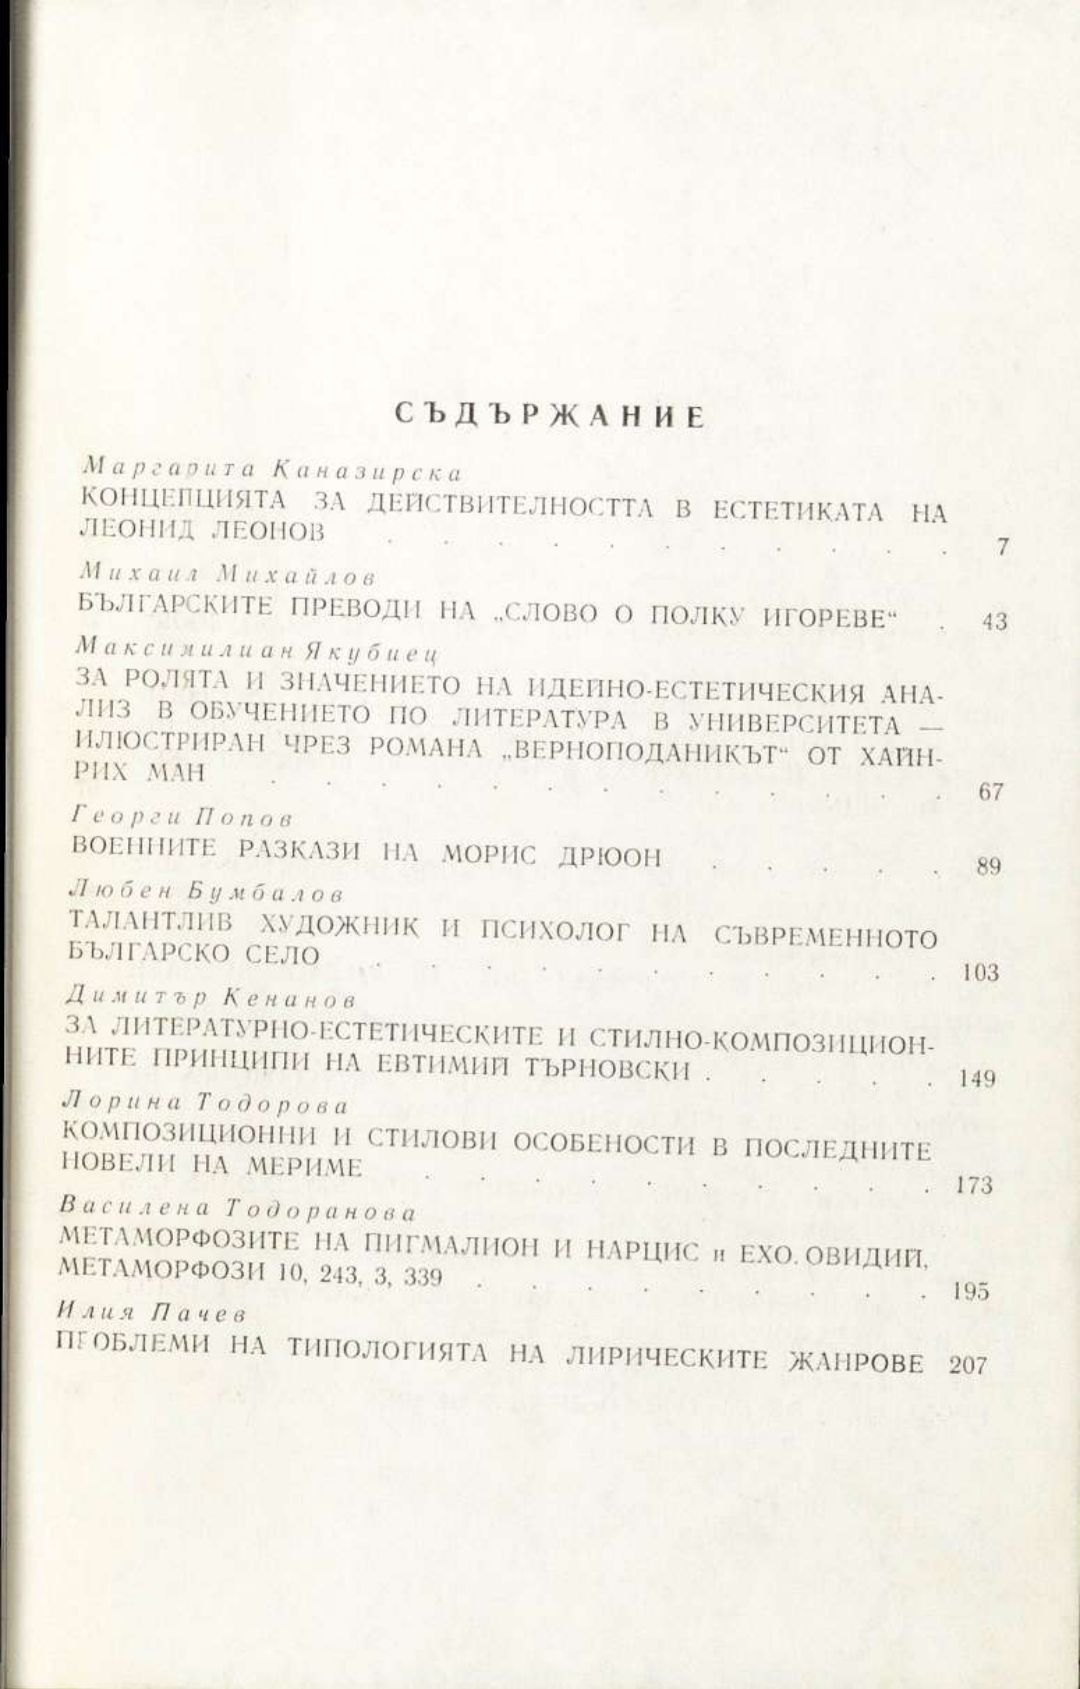 СЪДЪРЖАНИЕ
Маргарита Каназирска
КОНЦЕПЦИЯТА ЗА ДЕЙСТВИТЕЛНОСТТА В ЕСТЕТИКАТА НА
ЛЕОНИД ЛЕОНОВ . . . . . . . . . . . 7
Михаил Михайлов
БЪЛГАРСКИТЕ ПРЕВОДИ НА „СЛОВО О ПОЛКУ ИГОРЕВЕ“ . 43
Максимилиан Якубиец
ЗА РОЛЯТА И ЗНАЧЕНИЕТО НА ИДЕЙНО-ЕСТЕТИЧЕСКИЯ АНА-
ЛИЗ В ОБУЧЕНИЕТО ПО ЛИТЕРАТУРА В УНИВЕРСИТЕТА —
ИЛЮСТРИРАН ЧРЕЗ РОМАНА „ВЕРНОПОДАНИКЪТ“ ОТ ХАЙН-
РИХ МАН . . . . . . . . . . . . . 67
Георги Попов
ВОЕННИТЕ РАЗКАЗИ НА МОРИС ДРЮОН . . . . . 89
Любен Бумбалов
ТАЛАНТЛИВ ХУДОЖНИК И ПСИХОЛОГ НА СЪВРЕМЕННОТО
БЪЛГАРСКО СЕЛО . . . . . . . . . . . 103
Димитър Кенанов
ЗА ЛИТЕРАТУРНО-ЕСТЕТИЧЕСКИТЕ И СТИЛНО-КОМПОЗИЦИОН-
НИТЕ ПРИНЦИПИ НА ЕВТИМИЙ ТЪРНОВСКИ . . . . . 149
Лорина Тодорова
КОМПОЗИЦИОННИ И СТИЛОВИ ОСОБЕНОСТИ В ПОСЛЕДНИТЕ
НОВЕЛИ НА МЕРИМЕ . . . . . . . . . . 173
Василена Тодоранова
МЕТАМОРФОЗИТЕ НА ПИГМАЛИОН И НАРЦИС и ЕХО. ОВИДИЙ,
МЕТАМОРФОЗИ 10, 243, 3, 339 . . . . . . . . . 195
Илия Пачев
ПРОБЛЕМИ НА ТИПОЛОГИЯТА НА ЛИРИЧЕСКИТЕ ЖАНРОВЕ 207